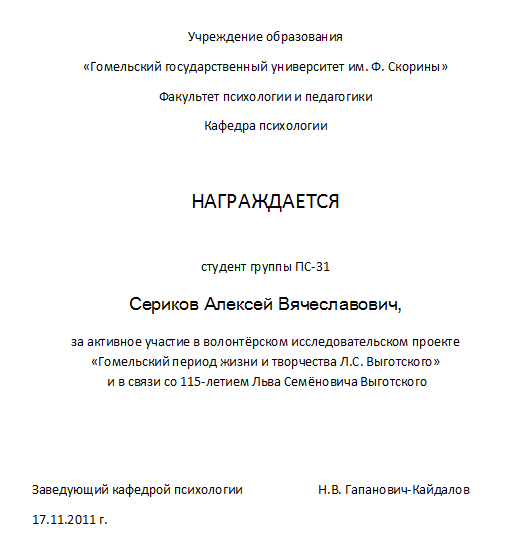 Учреждение образования
«Гомельский государственный университет им. Ф. Скорины»
Факультет психологии и педагогики
Кафедра психологии
НАГРАЖДАЕТСЯ
студент группы ПС-31
Сериков Алексей Вячеславович,
за активное участие в волонтёрском исследовательском проекте
«Гомельский период жизни и творчества Л.С. Выготского»
и в связи со 115-летием Льва Семёновича Выготского
Заведующий кафедрой психологии Н.В. Гапанович-Кайдалов
17.11.2011 г.